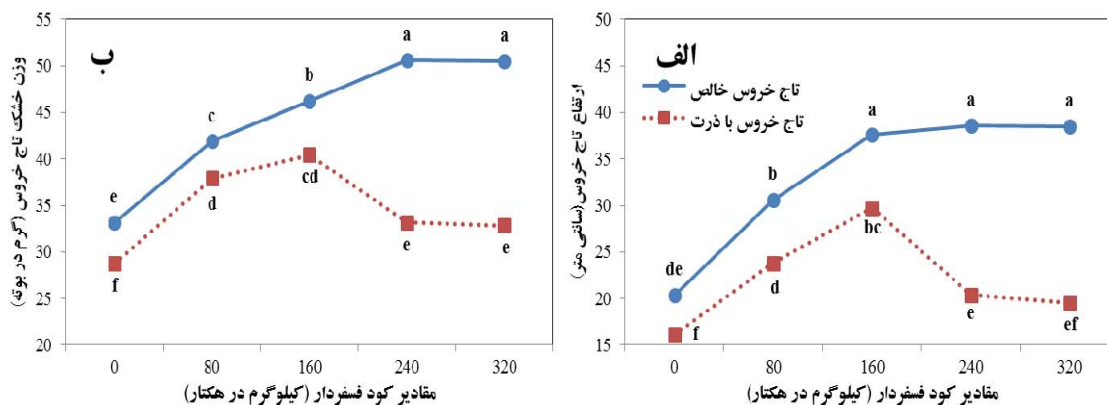 الف
ارتفاع تاج خروس(سانتی متر)
50
45
40
35
30
25
20
15
تاج خروس خالص
تاج خروس با ذرت
a
a
a
b
de
bc
d
e
ef
f
0 80 160 240 320
مقادیر کود فسفردار (کیلوگرم در هکتار)
ب
وزن خشک تاج خروس (گرم در بوته)
55
50
45
40
35
30
25
20
a
a
b
c
e
cd
d
e
e
f
0 80 160 240 320
مقادیر کود فسفردار (کیلوگرم در هکتار)